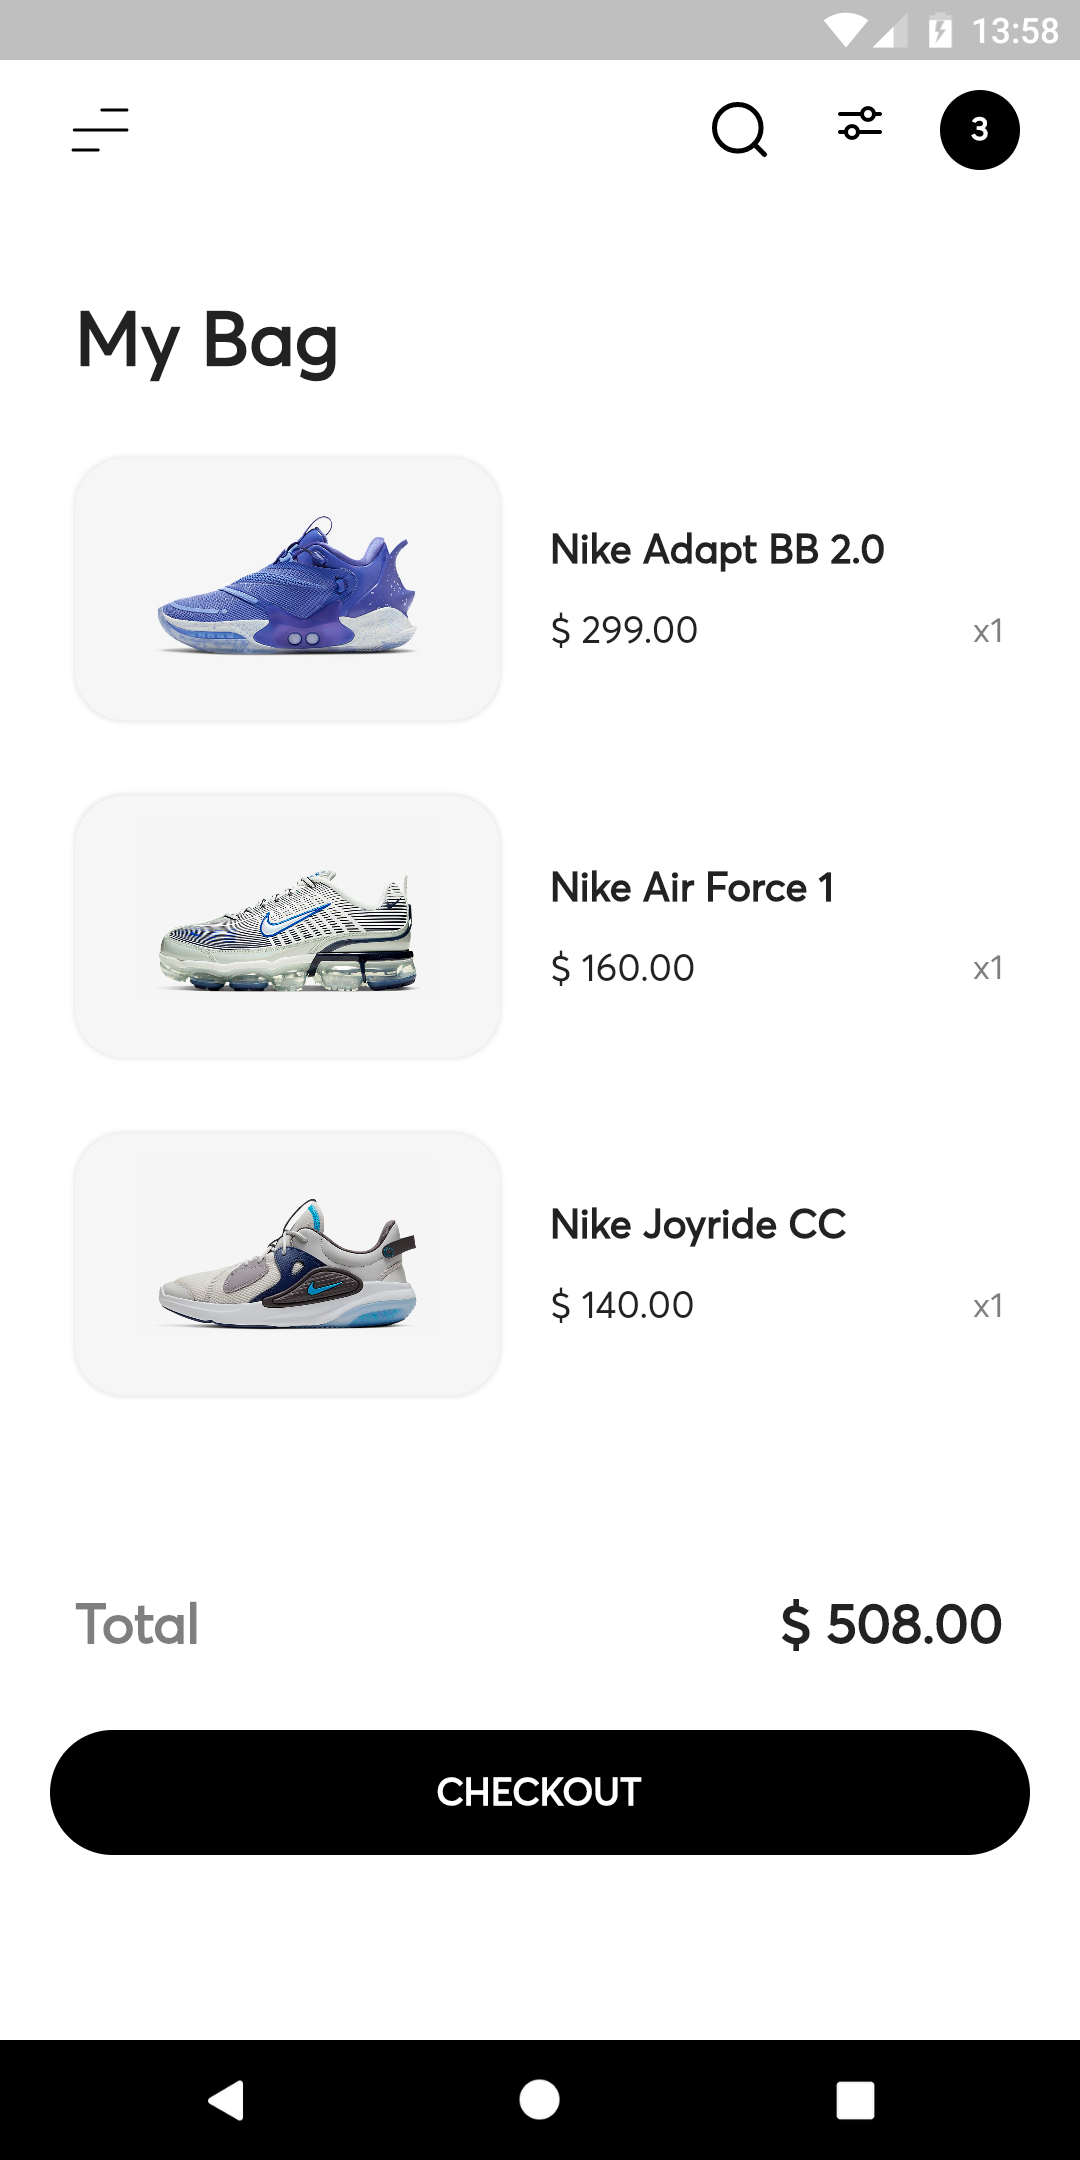 13:58
3
My Bag
Nike Adapt BB 2.0
$ 299.00 x1
Nike Air Force 1
$ 160.00 x1
Nike Joyride CC
$ 140.00 x1
Total $ 508.00
CHECKOUT